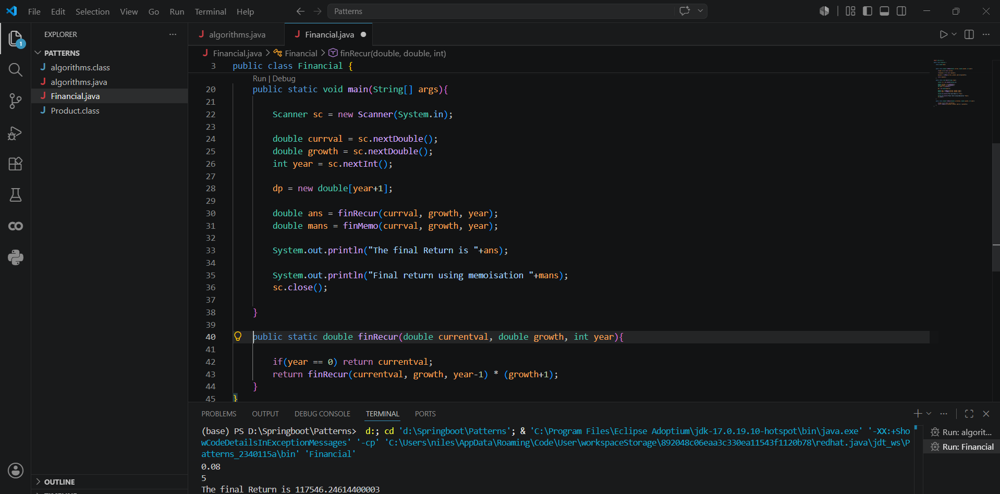 File Edit Selection View Go Run Terminal Help
Patterns
EXPLORER
PATTERNS
algorithms.class
algorithms.java
Financial.java
Product.class
OUTLINE
1
algorithms.java
Financial.java
Financial.java > Financial > finRecur(double, double, int)
3 public class Financial {
Run | Debug
20 public static void main(String[] args){
21
22 Scanner sc = new Scanner(System.in);
23
24 double currval = sc.nextDouble();
25 double growth = sc.nextDouble();
26 int year = sc.nextInt();
27
28 dp = new double[year+1];
29
30 double ans = finRecur(currval, growth, year);
31 double mans = finMemo(currval, growth, year);
32
33 System.out.println("The final Return is "+ans);
34
35 System.out.println("Final return using memoisation "+mans);
36 sc.close();
37
38 }
39
40 public static double finRecur(double currentval, double growth, int year){
41
42 if(year == 0) return currentval;
43 return finRecur(currentval, growth, year-1) * (growth+1);
44 }
45 }
PROBLEMS OUTPUT DEBUG CONSOLE TERMINAL PORTS
(base) PS D:\Springboot\Patterns>  d:; cd 'd:\Springboot\Patterns'; & 'C:\Program Files\Eclipse Adoptium\jdk-17.0.19.10-hotspot\bin\java.exe' '-XX:+Sho
wCodeDetailsInExceptionMessages' '-cp' 'C:\Users\niles\AppData\Roaming\Code\User\workspaceStorage\892048c06eaa3c330ea11543f1120b78\redhat.java\jdt_ws\P
atterns_2340115a\bin' 'Financial'
0.08
5
The final Return is 117546.24614400003
Run: algorit...
Run: Financial